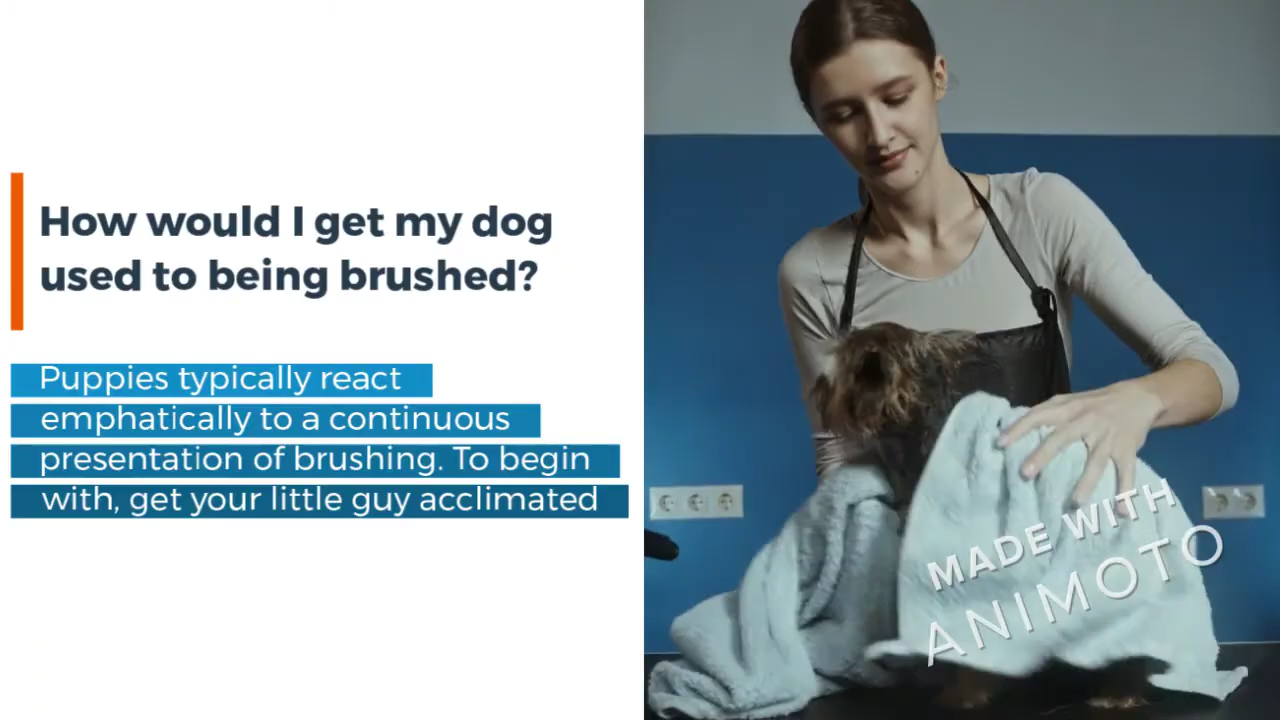 How would I get my dog
used to being brushed?
Puppies typically react
emphatically to a continuous
presentation of brushing. To begin
with, get your little guy acclimated
MADE WITH
ANIMOTO